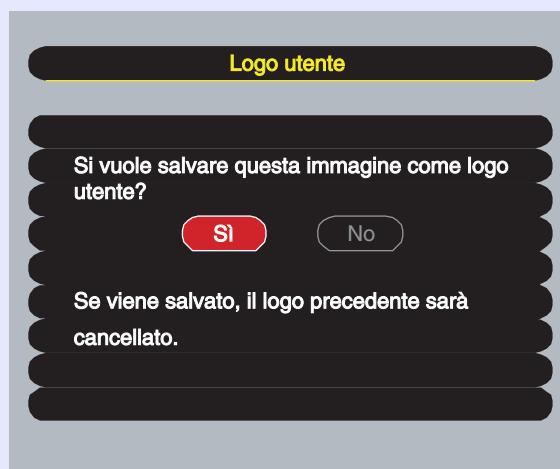 Logo utente
Si vuole salvare questa immagine come logo
utente?
Sì No
Se viene salvato, il logo precedente sarà
cancellato.